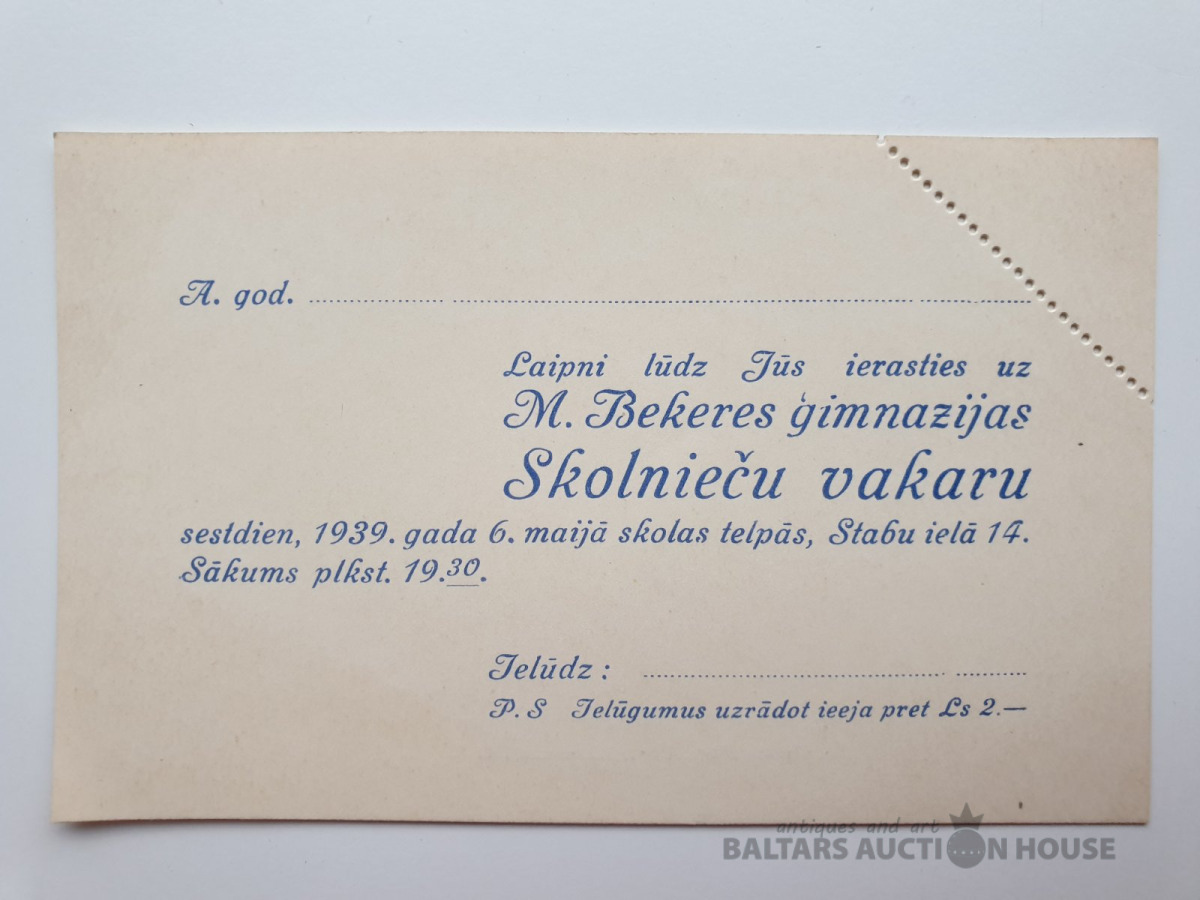 A. god. ........................................
Laipni lūdz Jūs ierasties uz
M. Beķeres ģimnazijas
Skolnieču vakaru
sestdien, 1939. gada 6. maijā skolas telpās, Stabu ielā 14.
Sākums plkst. 19.30.
Ielūdz: ....................
P. S Ielūgumus uzrādot ieeja pret Ls 2.—
antiques and art
BALTARS AUCTION HOUSE